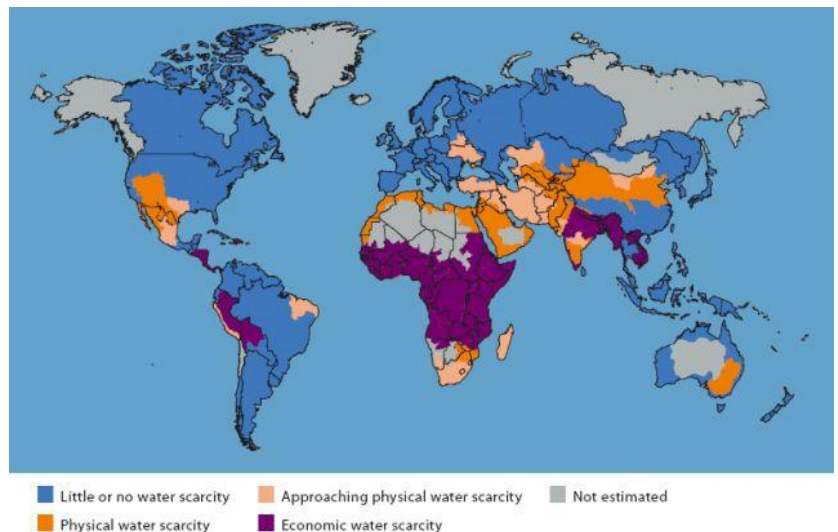 Little or no water scarcity
Approaching physical water scarcity
Not estimated
Physical water scarcity
Economic water scarcity